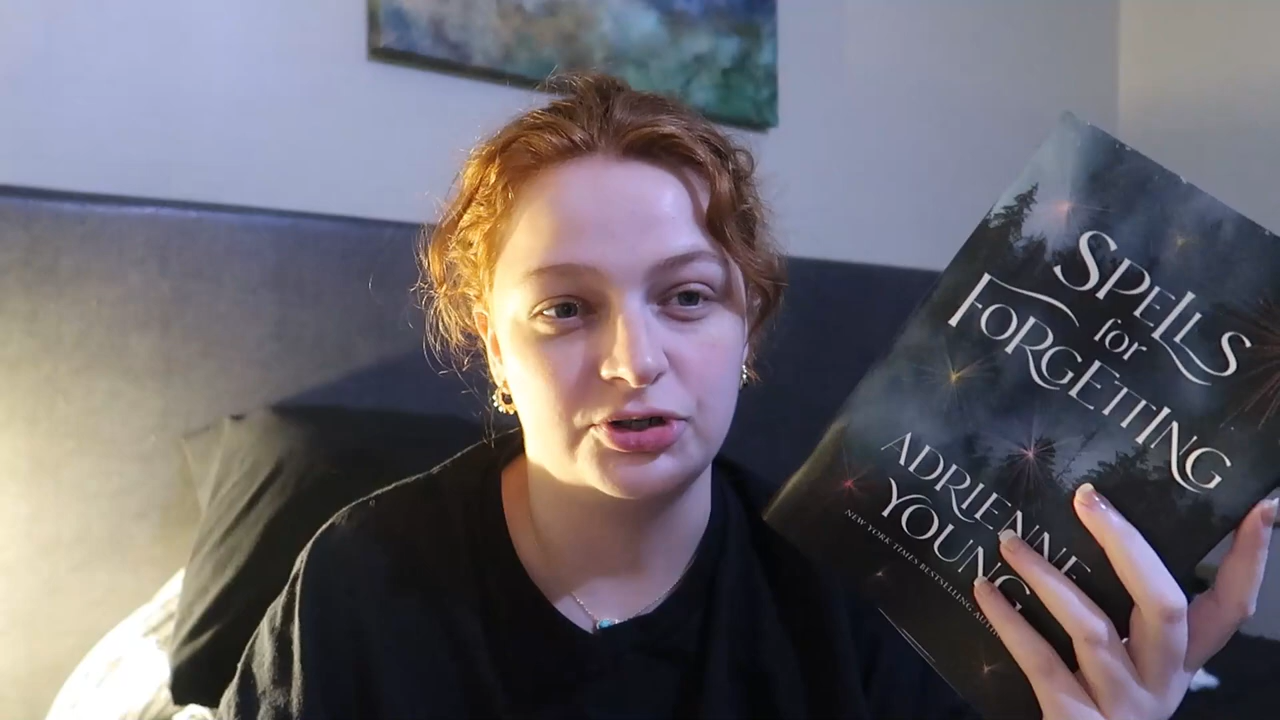 SPELLS
for
FORGETTING
ADRIENNE
YOUNG
NEW YORK TIMES BESTSELLING